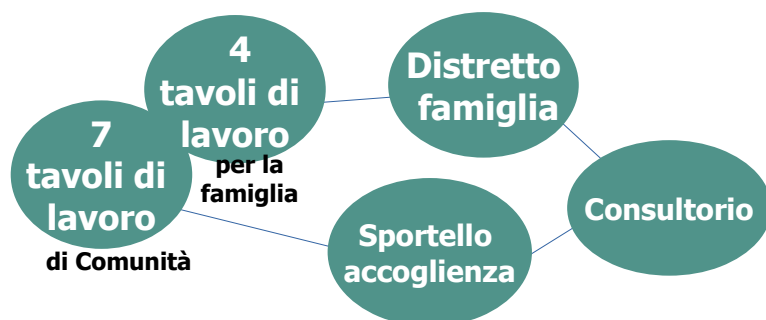 4
tavoli di
lavoro
per la
famiglia
7
tavoli di
lavoro
di Comunità
Distretto
famiglia
Sportello
accoglienza
Consultorio